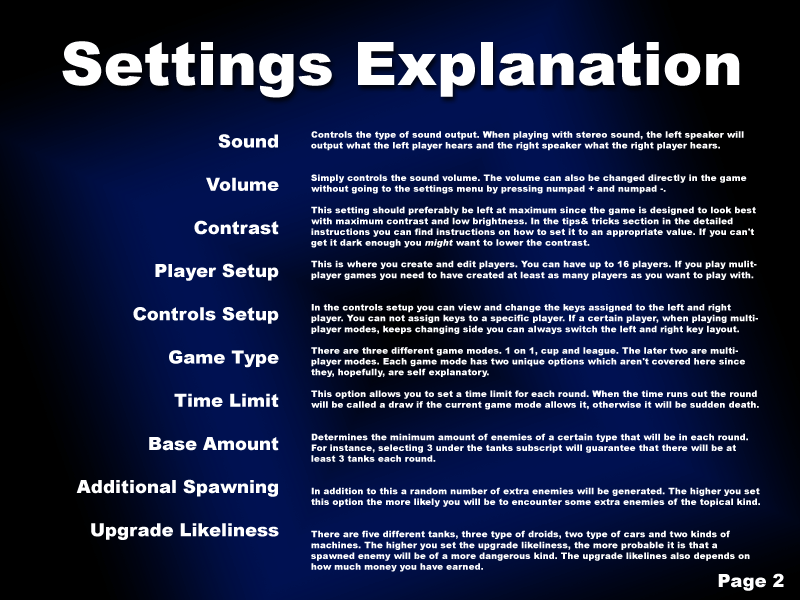 Settings Explanation
Sound
Controls the type of sound output. When playing with stereo sound, the left speaker will
output what the left player hears and the right speaker what the right player hears.
Volume
Simply controls the sound volume. The volume can also be changed directly in the game
without going to the settings menu by pressing numpad + and numpad -.
Contrast
This setting should preferably be left at maximum since the game is designed to look best
with maximum contrast and low brightness. In the tips& tricks section in the detailed
instructions you can find instructions on how to set it to an appropriate value. If you can't
get it dark enough you might want to lower the contrast.
Player Setup
This is where you create and edit players. You can have up to 16 players. If you play mulit-
player games you need to have created at least as many players as you want to play with.
Controls Setup
In the controls setup you can view and change the keys assigned to the left and right
player. You can not assign keys to a specific player. If a certain player, when playing multi-
player modes, keeps changing side you can always switch the left and right key layout.
Game Type
There are three different game modes. 1 on 1, cup and league. The later two are multi-
player modes. Each game mode has two unique options which aren't covered here since
they, hopefully, are self explanatory.
Time Limit
This option allows you to set a time limit for each round. When the time runs out the round
will be called a draw if the current game mode allows it, otherwise it will be sudden death.
Base Amount
Determines the minimum amount of enemies of a certain type that will be in each round.
For instance, selecting 3 under the tanks subscript will guarantee that there will be at
least 3 tanks each round.
Additional Spawning
In addition to this a random number of extra enemies will be generated. The higher you set
this option the more likely you will be to encounter some extra enemies of the topical kind.
Upgrade Likeliness
There are five different tanks, three type of droids, two type of cars and two kinds of
machines. The higher you set the upgrade likeliness, the more probable it is that a
spawned enemy will be of a more dangerous kind. The upgrade likelines also depends on
how much money you have earned.
Page 2